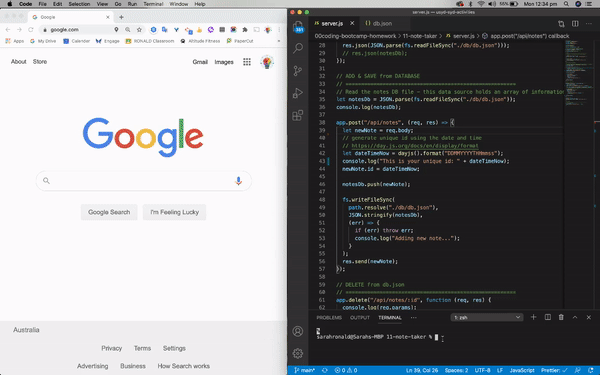 Code File Edit Selection View Go Run Terminal Window Help
Mon 12:34 pm
Google
google.com
Apps G My Drive Calendar RONALD Classroom Altitude Fitness PaperCut
About Store
Gmail Images
Google
Google Search I'm Feeling Lucky
Australia
Privacy Terms Settings
Advertising Business How Search works
server.js — uayd-syd-activities
server.js db.json
00coding-bootcamp-homework > 11-note-taker > server.js > app.post("/api/notes") callback
28 res.json(JSON.parse(fs.readFileSync("./db/db.json")));
29 // res.json(notesDb);
30 });
31
32 // ADD & SAVE to DATABASE
33 // ==================================================
34 // Read the notes DB file – this data source holds an array of information
35 let notesDb = JSON.parse(fs.readFileSync("./db/db.json"));
36 console.log(notesDb);
37
38 app.post("/api/notes", (req, res) => {
39 let newNote = req.body;
40 // generate unique id using the date and time
41 // https://day.js.org/docs/en/display/format
42 let dateTimeNow = dayjs().format("DDMMYYYYTHHmmss");
43 console.log("This is your unique id: " + dateTimeNow);
44 newNote.id = dateTimeNow;
45
46 notesDb.push(newNote);
47
48 fs.writeFileSync(
49 path.resolve("./db/db.json"),
50 JSON.stringify(notesDb),
51 (err) => {
52 if (err) throw err;
53 console.log("Adding new note...");
54 }
55 );
56 res.send(newNote);
57 });
58
59 // DELETE from db.json
60 // ==================================================
61 app.delete("/api/notes/:id", function (req, res) {
62 console.log(req.params);
PROBLEMS OUTPUT TERMINAL ... 1: zsh
sarahronald@Sarahs-MBP 11-note-taker %
main* 0 0 Ln 39, Col 26 Spaces: 2 UTF-8 LF JavaScript Prettier: ✓